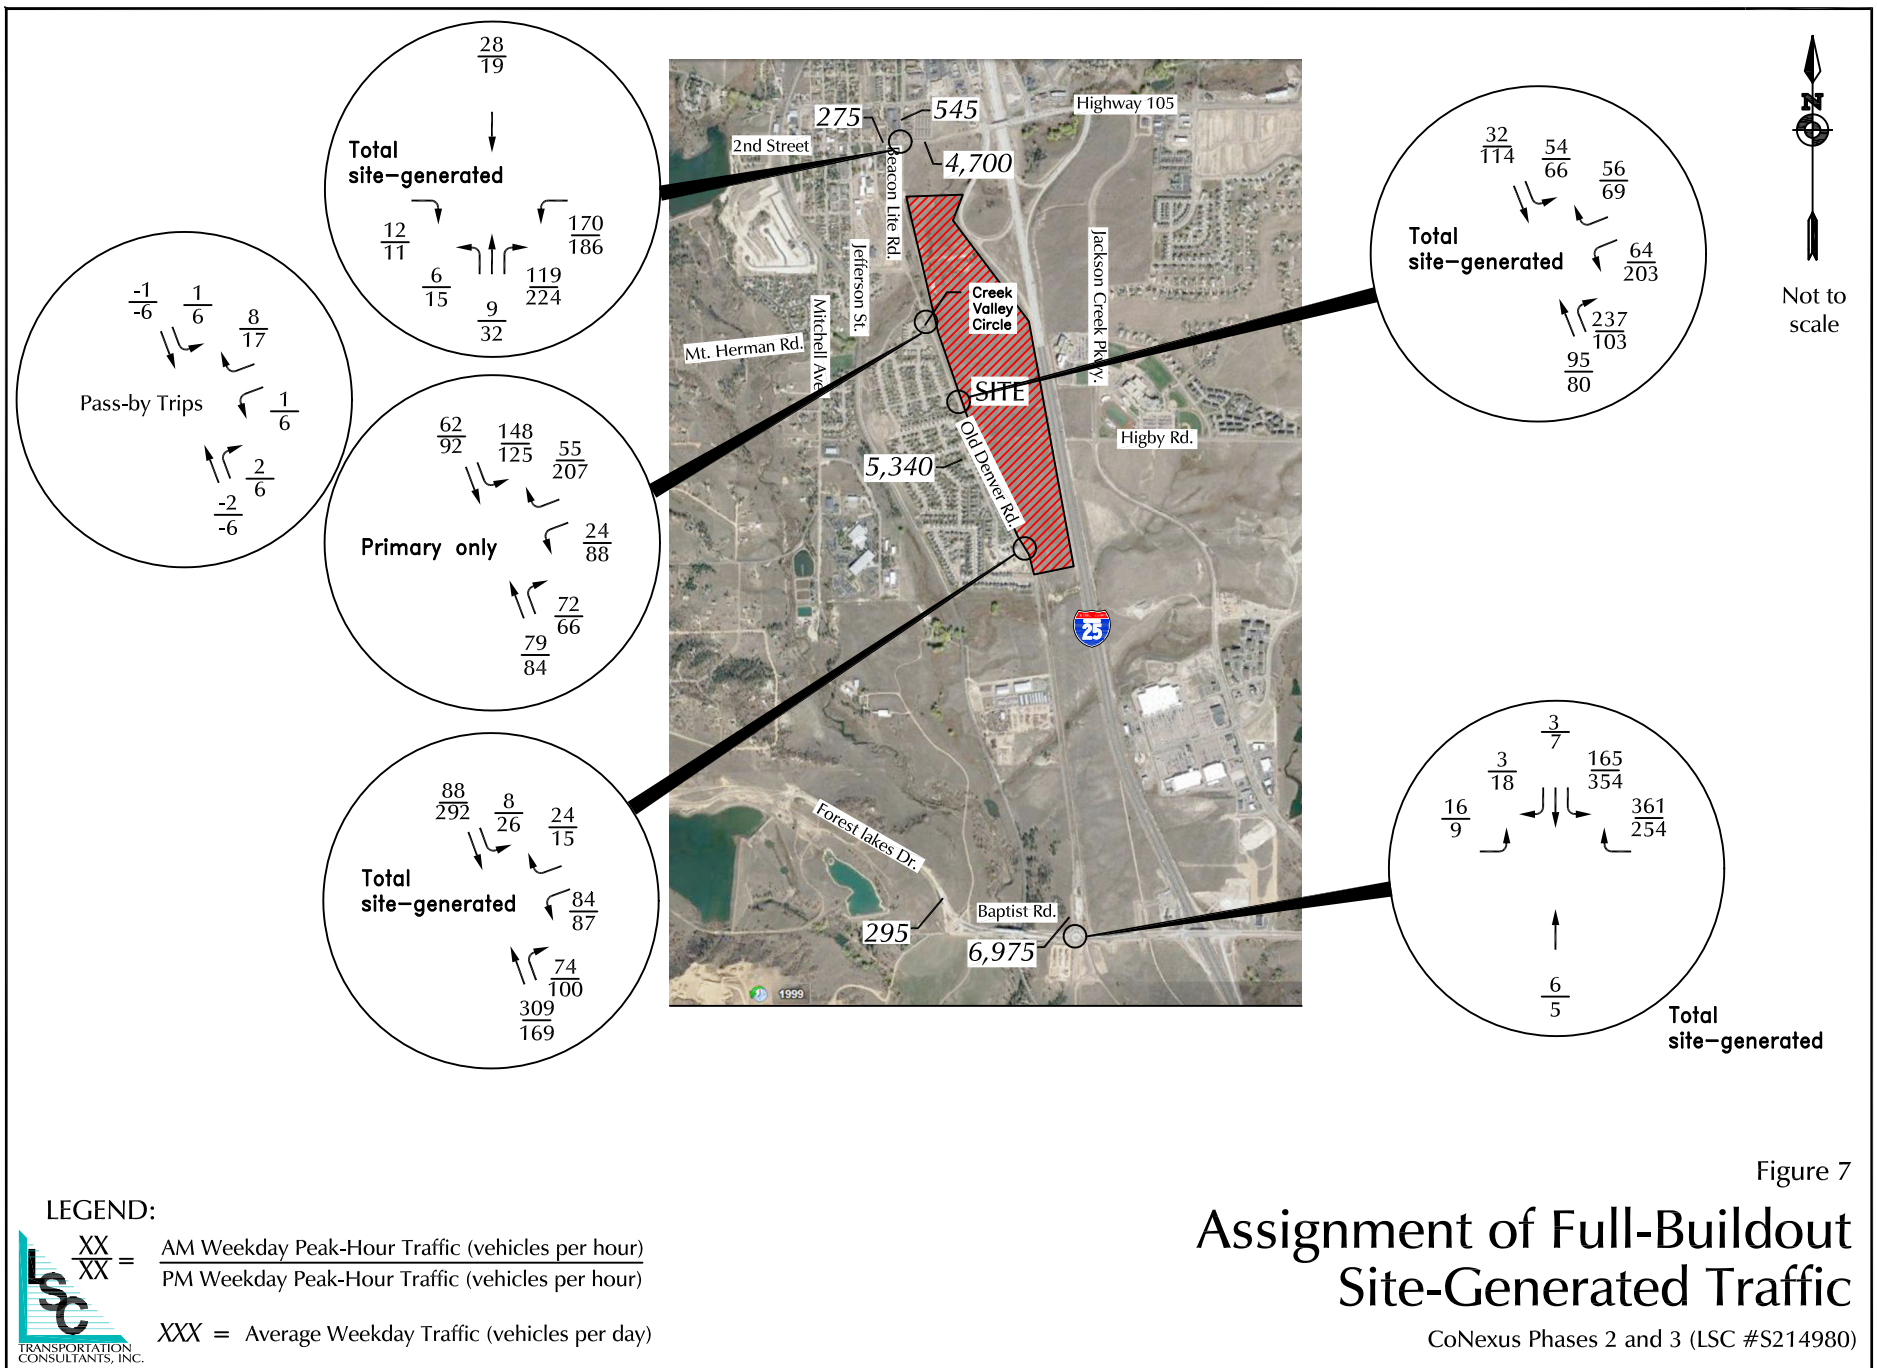 28
19
Total
site-generated
12
11
6
15
9
32
119
224
170
186
-1
-6
1
6
8
17
Pass-by Trips
1
6
2
6
-2
-6
62
92
148
125
55
207
Primary only
24
88
72
66
79
84
88
292
8
26
24
15
Total
site-generated
84
87
74
100
309
169
275
545
Highway 105
2nd Street
4,700
Beacon Lite Rd.
Jefferson St.
Mitchell Ave
Mt. Herman Rd.
Creek
Valley
Circle
Jackson Creek Pkwy.
SITE
Higby Rd.
Old Denver Rd.
5,340
25
Forest lakes Dr.
295
Baptist Rd.
6,975
1999
32
114
54
66
56
69
Total
site-generated
64
203
237
103
95
80
N
Not to
scale
3
7
3
18
165
354
16
9
361
254
6
5
Total
site-generated
Figure 7
Assignment of Full-Buildout
Site-Generated Traffic
CoNexus Phases 2 and 3 (LSC #S214980)
LEGEND:
XX = AM Weekday Peak-Hour Traffic (vehicles per hour)
XX PM Weekday Peak-Hour Traffic (vehicles per hour)
XXX = Average Weekday Traffic (vehicles per day)
LSC
TRANSPORTATION
CONSULTANTS, INC.